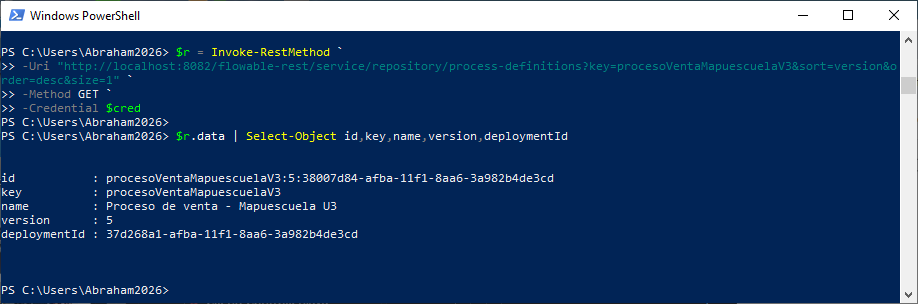 Windows PowerShell
PS C:\Users\Abraham2026> $r = Invoke-RestMethod `
>> -Uri "http://localhost:8082/flowable-rest/service/repository/process-definitions?key=procesoVentaMapuescuelaV3&sort=version&o
rder=desc&size=1" `
>> -Method GET `
>> -Credential $cred
PS C:\Users\Abraham2026>
PS C:\Users\Abraham2026> $r.data | Select-Object id,key,name,version,deploymentId
id           : procesoVentaMapuescuelaV3:5:38007d84-afba-11f1-8aa6-3a982b4de3cd
key          : procesoVentaMapuescuelaV3
name         : Proceso de venta - Mapuescuela U3
version      : 5
deploymentId : 37d268a1-afba-11f1-8aa6-3a982b4de3cd
PS C:\Users\Abraham2026>